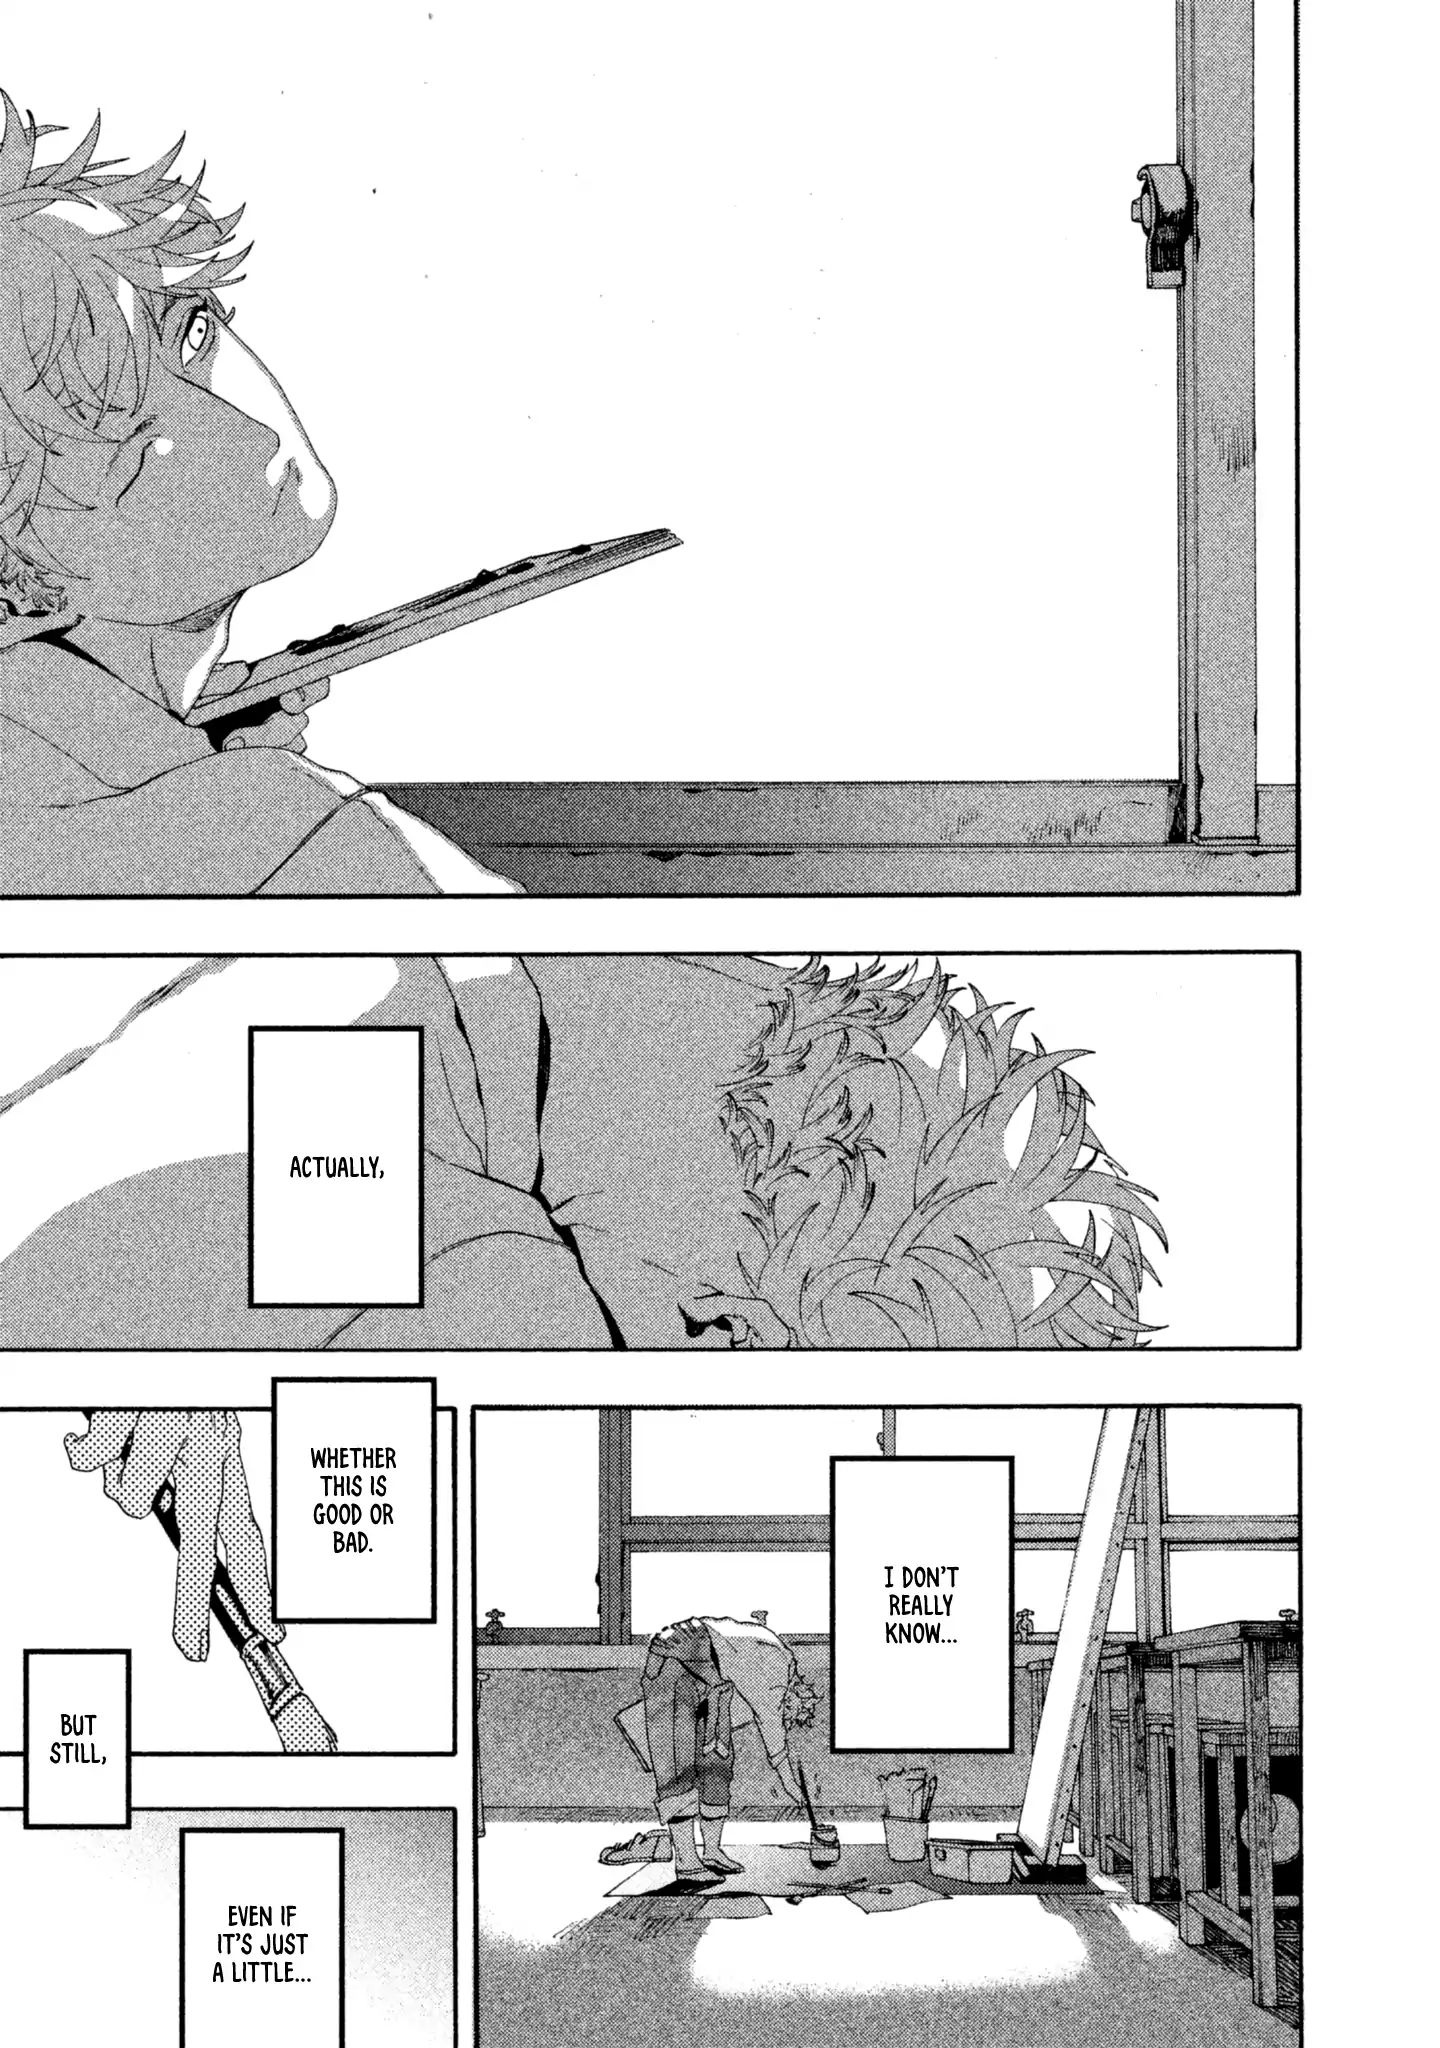 ACTUALLY,
I DON'T
REALLY
KNOW...
WHETHER
THIS IS
GOOD OR
BAD.
BUT
STILL,
EVEN IF
IT'S JUST
A LITTLE...